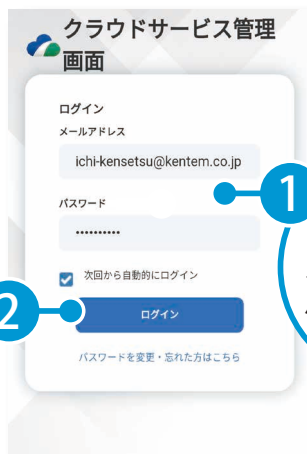 クラウドサービス管理
画面
ログイン
メールアドレス
ichi-kensetsu@kentem.co.jp
1
パスワード
••••••••••
次回から自動的にログイン
2
ログイン
パスワードを変更・忘れた方はこちら